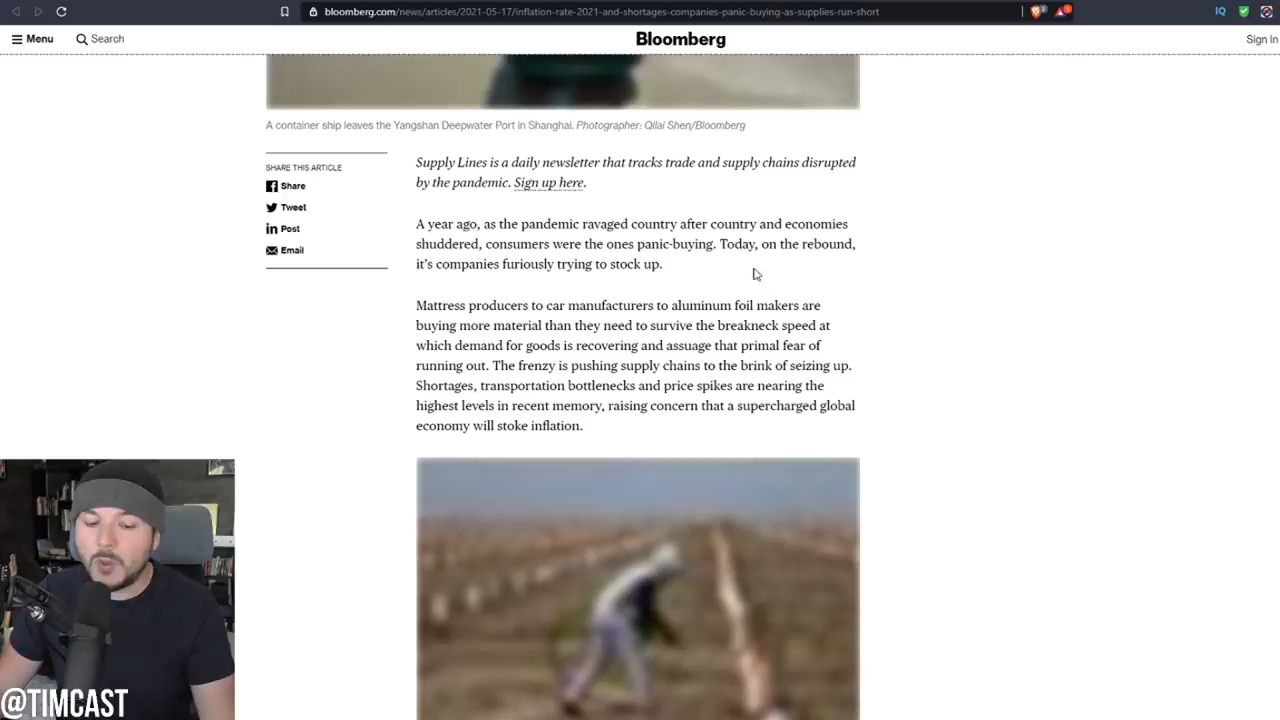 bloomberg.com/news/articles/2021-05-17/inflation-rate-2021-and-shortages-companies-panic-buying-as-supplies-run-short
IQ
Menu
Search
Bloomberg
Sign In
A container ship leaves the Yangshan Deepwater Port in Shanghai. Photographer: Qilai Shen/Bloomberg
SHARE THIS ARTICLE
Share
Tweet
Post
Email
Supply Lines is a daily newsletter that tracks trade and supply chains disrupted
by the pandemic. Sign up here.
A year ago, as the pandemic ravaged country after country and economies
shuddered, consumers were the ones panic-buying. Today, on the rebound,
it's companies furiously trying to stock up.
Mattress producers to car manufacturers to aluminum foil makers are
buying more material than they need to survive the breakneck speed at
which demand for goods is recovering and assuage that primal fear of
running out. The frenzy is pushing supply chains to the brink of seizing up.
Shortages, transportation bottlenecks and price spikes are nearing the
highest levels in recent memory, raising concern that a supercharged global
economy will stoke inflation.
@TIMCAST